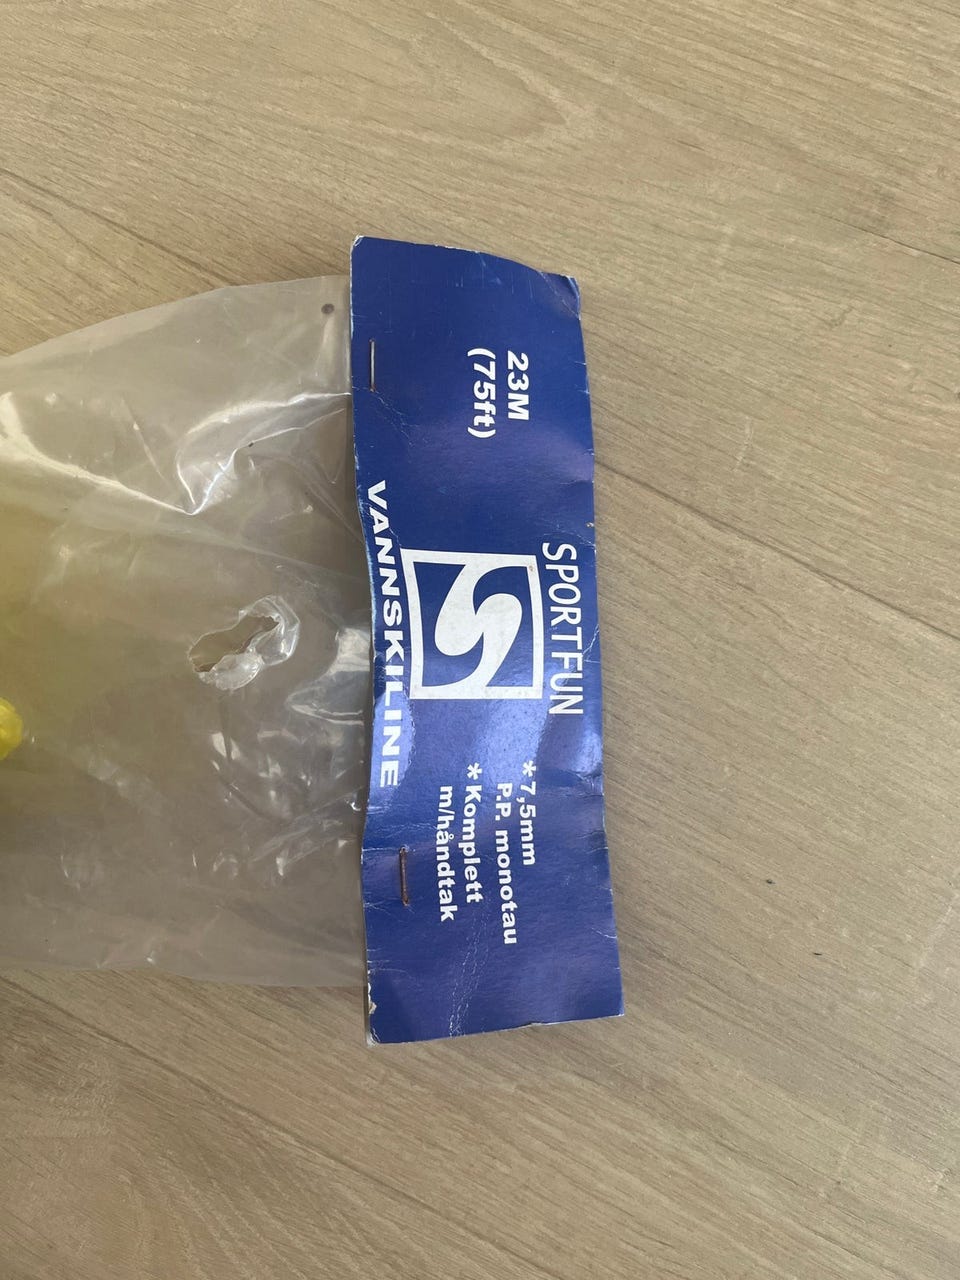 SPORTFUN
23M
(75ft)
*7,5mm
P.P. monotau
*Komplett
m/håndtak
VANNSKILINE